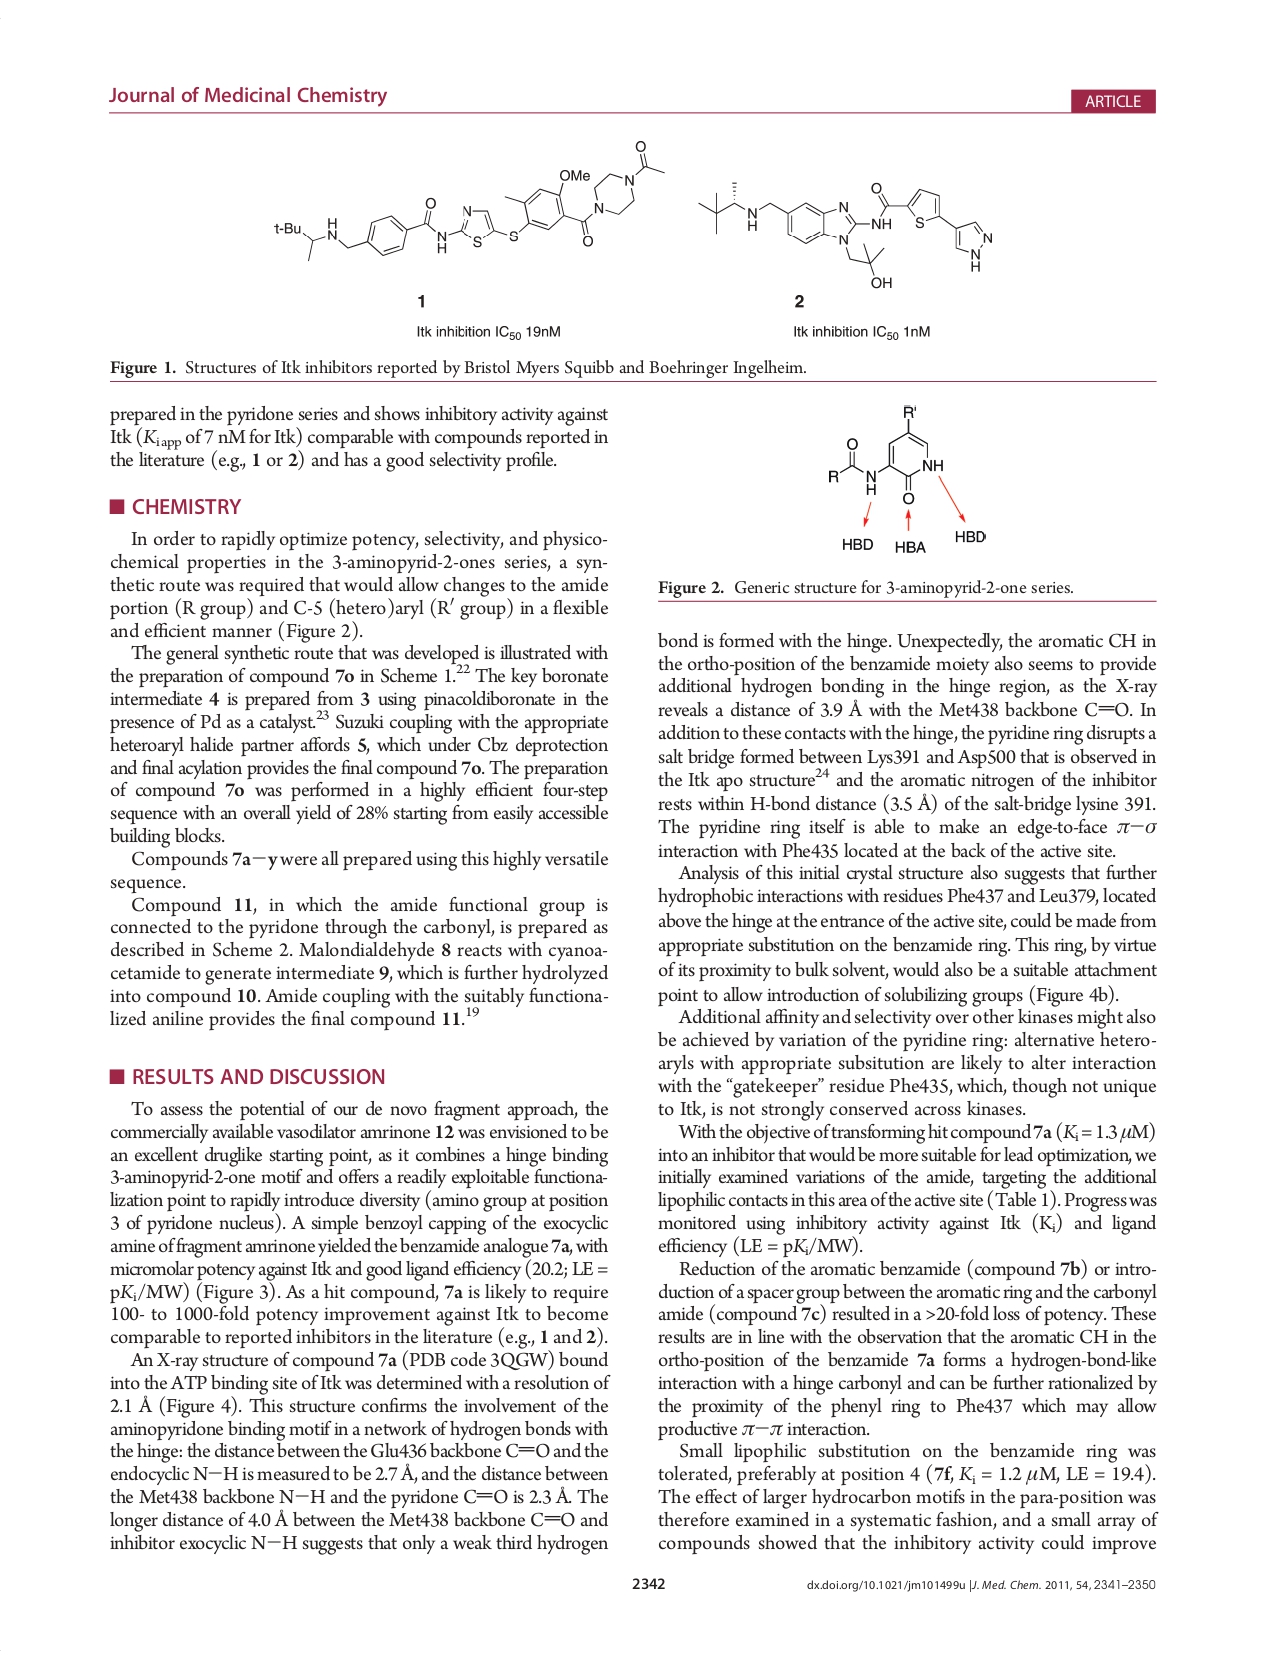 Journal of Medicinal Chemistry
ARTICLE
t-Bu
H
N
O
N
H
N
S
S
OMe
O
N
N
O
1
Itk inhibition IC50 19nM
N
H
N
N
O
NH
S
N
N
H
OH
2
Itk inhibition IC50 1nM
Figure 1. Structures of Itk inhibitors reported by Bristol Myers Squibb and Boehringer Ingelheim.
prepared in the pyridone series and shows inhibitory activity against
Itk (Ki app of 7 nM for Itk) comparable with compounds reported in
the literature (e.g., 1 or 2) and has a good selectivity profile.
■ CHEMISTRY
In order to rapidly optimize potency, selectivity, and physico-
chemical properties in the 3-aminopyrid-2-ones series, a syn-
thetic route was required that would allow changes to the amide
portion (R group) and C-5 (hetero)aryl (R′ group) in a flexible
and efficient manner (Figure 2).
The general synthetic route that was developed is illustrated with
the preparation of compound 7o in Scheme 1.22 The key boronate
intermediate 4 is prepared from 3 using pinacoldiboronate in the
presence of Pd as a catalyst.23 Suzuki coupling with the appropriate
heteroaryl halide partner affords 5, which under Cbz deprotection
and final acylation provides the final compound 7o. The preparation
of compound 7o was performed in a highly efficient four-step
sequence with an overall yield of 28% starting from easily accessible
building blocks.
Compounds 7a−y were all prepared using this highly versatile
sequence.
Compound 11, in which the amide functional group is
connected to the pyridone through the carbonyl, is prepared as
described in Scheme 2. Malondialdehyde 8 reacts with cyanoa-
cetamide to generate intermediate 9, which is further hydrolyzed
into compound 10. Amide coupling with the suitably functiona-
lized aniline provides the final compound 11.19
■ RESULTS AND DISCUSSION
To assess the potential of our de novo fragment approach, the
commercially available vasodilator amrinone 12 was envisioned to be
an excellent druglike starting point, as it combines a hinge binding
3-aminopyrid-2-one motif and offers a readily exploitable functiona-
lization point to rapidly introduce diversity (amino group at position
3 of pyridone nucleus). A simple benzoyl capping of the exocyclic
amine of fragment amrinone yielded the benzamide analogue 7a, with
micromolar potency against Itk and good ligand efficiency (20.2; LE =
pKi/MW) (Figure 3). As a hit compound, 7a is likely to require
100- to 1000-fold potency improvement against Itk to become
comparable to reported inhibitors in the literature (e.g., 1 and 2).
An X-ray structure of compound 7a (PDB code 3QGW) bound
into the ATP binding site of Itk was determined with a resolution of
2.1 Å (Figure 4). This structure confirms the involvement of the
aminopyridone binding motif in a network of hydrogen bonds with
the hinge: the distance between the Glu436 backbone C=O and the
endocyclic N−H is measured to be 2.7 Å, and the distance between
the Met438 backbone N−H and the pyridone C=O is 2.3 Å. The
longer distance of 4.0 Å between the Met438 backbone C=O and
inhibitor exocyclic N−H suggests that only a weak third hydrogen
R'
O
R
N
H
NH
O
HBD
HBA
HBD
Figure 2. Generic structure for 3-aminopyrid-2-one series.
bond is formed with the hinge. Unexpectedly, the aromatic CH in
the ortho-position of the benzamide moiety also seems to provide
additional hydrogen bonding in the hinge region, as the X-ray
reveals a distance of 3.9 Å with the Met438 backbone C=O. In
addition to these contacts with the hinge, the pyridine ring disrupts a
salt bridge formed between Lys391 and Asp500 that is observed in
the Itk apo structure24 and the aromatic nitrogen of the inhibitor
rests within H-bond distance (3.5 Å) of the salt-bridge lysine 391.
The pyridine ring itself is able to make an edge-to-face π−σ
interaction with Phe435 located at the back of the active site.
Analysis of this initial crystal structure also suggests that further
hydrophobic interactions with residues Phe437 and Leu379, located
above the hinge at the entrance of the active site, could be made from
appropriate substitution on the benzamide ring. This ring, by virtue
of its proximity to bulk solvent, would also be a suitable attachment
point to allow introduction of solubilizing groups (Figure 4b).
Additional affinity and selectivity over other kinases might also
be achieved by variation of the pyridine ring: alternative hetero-
aryls with appropriate subsitution are likely to alter interaction
with the “gatekeeper” residue Phe435, which, though not unique
to Itk, is not strongly conserved across kinases.
With the objective of transforming hit compound 7a (Ki = 1.3 μM)
into an inhibitor that would be more suitable for lead optimization, we
initially examined variations of the amide, targeting the additional
lipophilic contacts in this area of the active site (Table 1). Progress was
monitored using inhibitory activity against Itk (Ki) and ligand
efficiency (LE = pKi/MW).
Reduction of the aromatic benzamide (compound 7b) or intro-
duction of a spacer group between the aromatic ring and the carbonyl
amide (compound 7c) resulted in a >20-fold loss of potency. These
results are in line with the observation that the aromatic CH in the
ortho-position of the benzamide 7a forms a hydrogen-bond-like
interaction with a hinge carbonyl and can be further rationalized by
the proximity of the phenyl ring to Phe437 which may allow
productive π−π interaction.
Small lipophilic substitution on the benzamide ring was
tolerated, preferably at position 4 (7f, Ki = 1.2 μM, LE = 19.4).
The effect of larger hydrocarbon motifs in the para-position was
therefore examined in a systematic fashion, and a small array of
compounds showed that the inhibitory activity could improve
2342
dx.doi.org/10.1021/jm101499u |J. Med. Chem. 2011, 54, 2341–2350